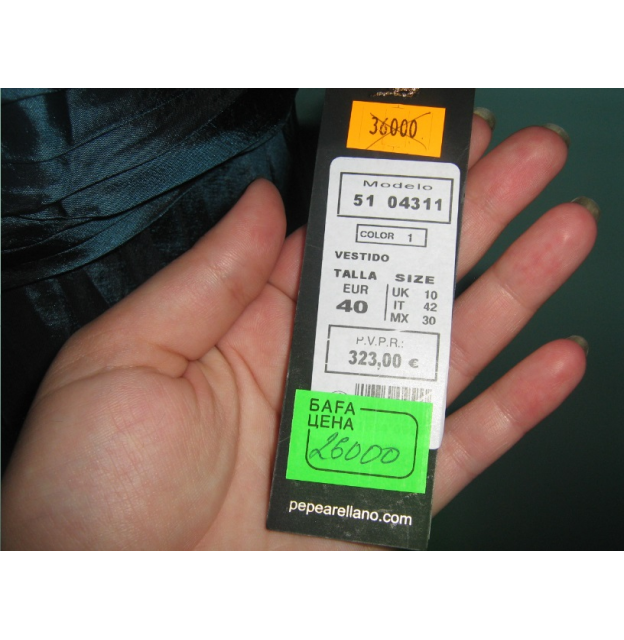 36000
Modelo
51 04311
COLOR 1
VESTIDO
TALLA SIZE
EUR UK 10
40 IT 42
MX 30
P.V.P.R.:
323,00 €
БАҒА
ЦЕНА
26000
pepearellano.com